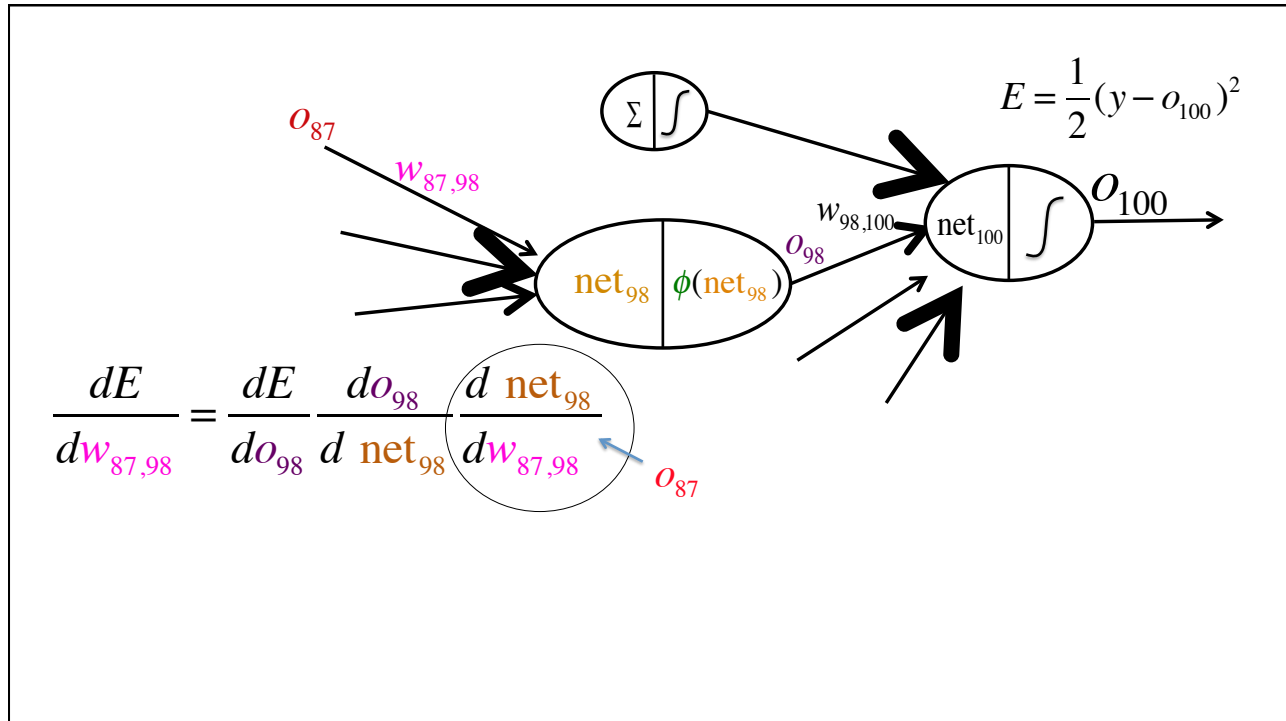 E = 1/2 (y − o₁₀₀)²
∑ ∫
o₈₇
w₈₇,₉₈
w₉₈,₁₀₀
net₁₀₀ ∫
o₁₀₀
o₉₈
net₉₈ ϕ(net₉₈)
dE/dw₈₇,₉₈ = dE/do₉₈ do₉₈/d net₉₈ d net₉₈/dw₈₇,₉₈
o₈₇